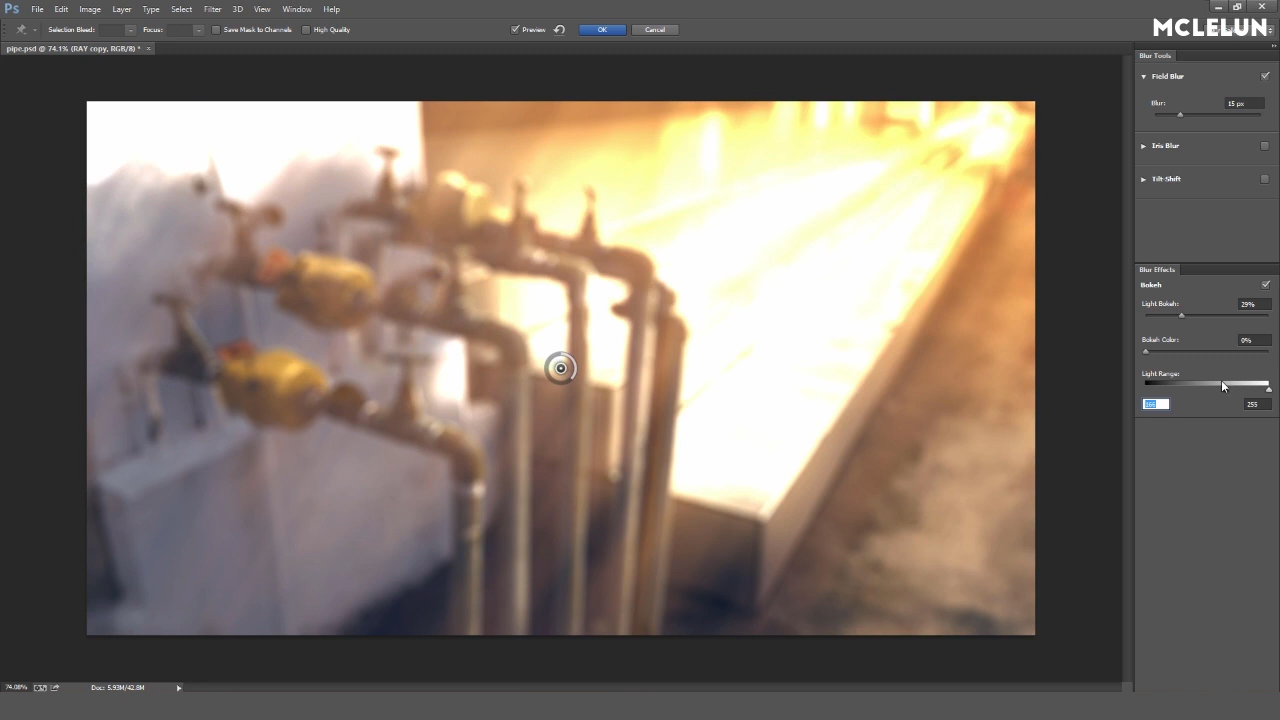 Ps File Edit Image Layer Type Select Filter 3D View Window Help
Selection Bleed: Focus: Save Mask to Channels High Quality Preview OK Cancel
MCLELUN
pipe.psd @ 74.1% (RAY copy, RGB/8) * ×
Blur Tools
Field Blur
Blur: 15 px
Iris Blur
Tilt-Shift
Blur Effects
Bokeh
Light Bokeh: 29%
Bokeh Color: 0%
Light Range:
255
74.08% Doc: 5.93M/42.8M